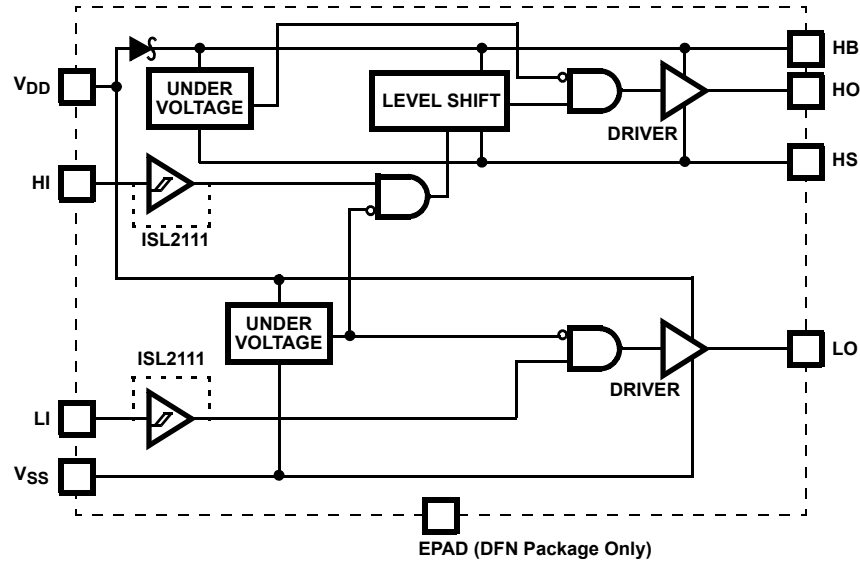 HB
VDD
UNDER
VOLTAGE
LEVEL SHIFT
HO
DRIVER
HS
HI
ISL2111
UNDER
VOLTAGE
LO
ISL2111
DRIVER
LI
VSS
EPAD (DFN Package Only)